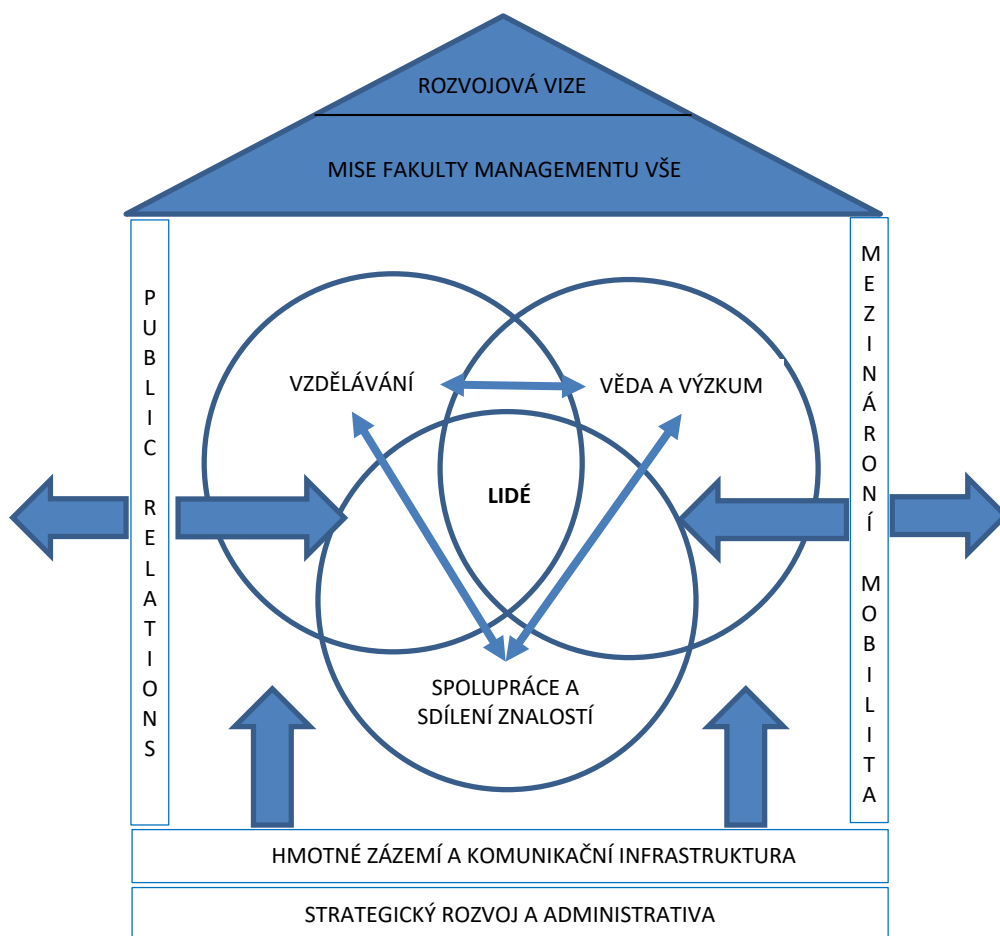 ROZVOJOVÁ VIZE
MISE FAKULTY MANAGEMENTU VŠE
PUBLIC RELATIONS
MEZINÁRONÍ MOBILITA
VZDĚLÁVÁNÍ
VĚDA A VÝZKUM
LIDÉ
SPOLUPRÁCE A
SDÍLENÍ ZNALOSTÍ
HMOTNÉ ZÁZEMÍ A KOMUNIKAČNÍ INFRASTRUKTURA
STRATEGICKÝ ROZVOJ A ADMINISTRATIVA